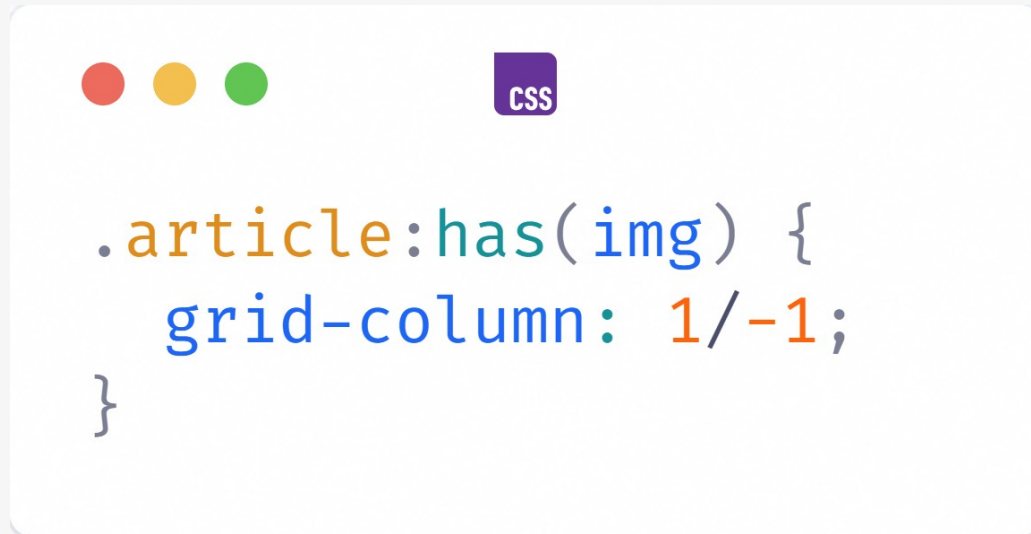 CSS
.article:has(img) {
  grid-column: 1/-1;
}